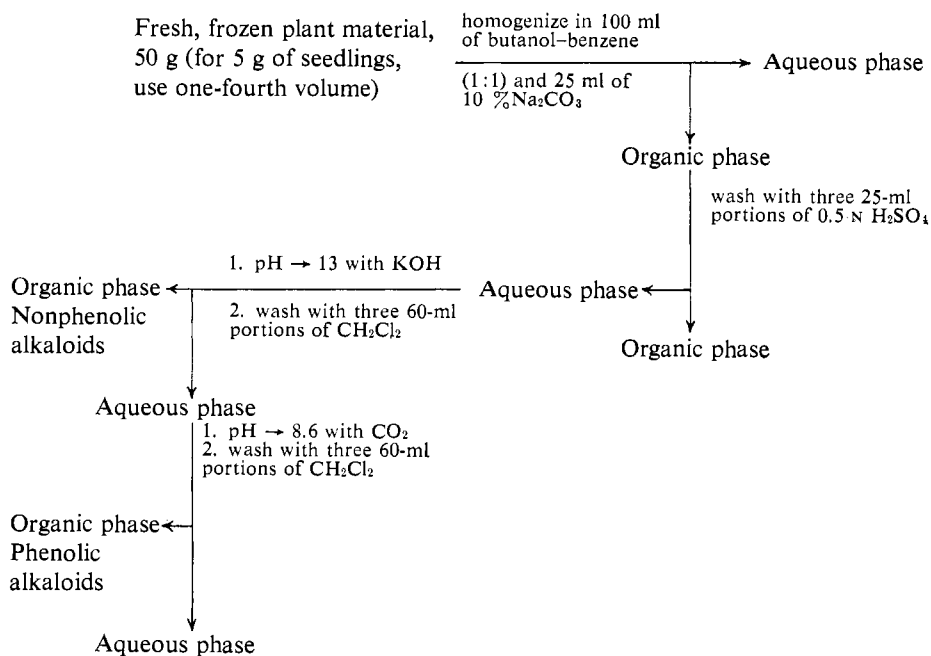 Fresh, frozen plant material,
50 g (for 5 g of seedlings,
use one-fourth volume)
homogenize in 100 ml
of butanol–benzene
(1:1) and 25 ml of
10 % Na₂CO₃
Aqueous phase
Organic phase
wash with three 25-ml
portions of 0.5 N H₂SO₄
Aqueous phase
Organic phase
1. pH → 13 with KOH
2. wash with three 60-ml
portions of CH₂Cl₂
Organic phase
Nonphenolic
alkaloids
Aqueous phase
1. pH → 8.6 with CO₂
2. wash with three 60-ml
portions of CH₂Cl₂
Organic phase
Phenolic
alkaloids
Aqueous phase